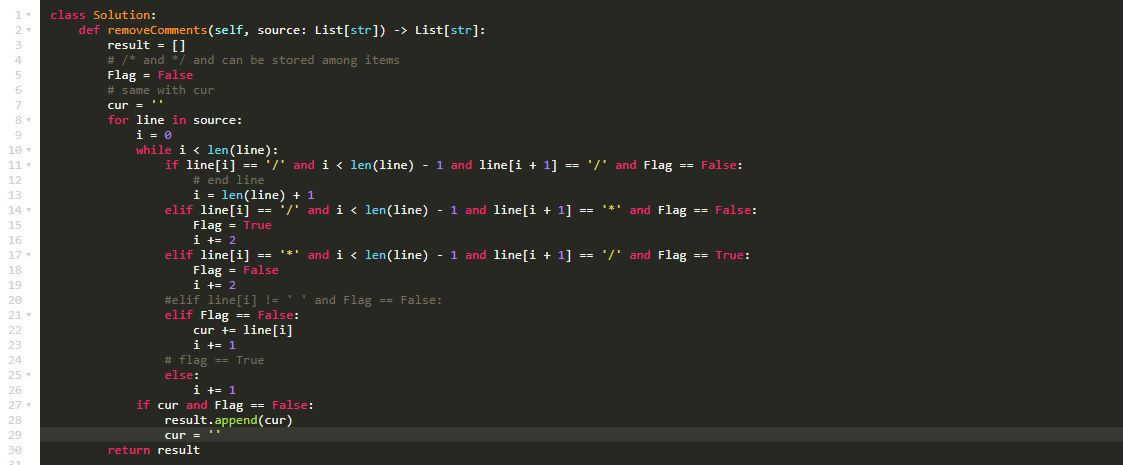 1 class Solution:
2 def removeComments(self, source: List[str]) -> List[str]:
3 result = []
4 # /* and */ and can be stored among items
5 Flag = False
6 # same with cur
7 cur = ''
8 for line in source:
9 i = 0
10 while i < len(line):
11 if line[i] == '/' and i < len(line) - 1 and line[i + 1] == '/' and Flag == False:
12 # end line
13 i = len(line) + 1
14 elif line[i] == '/' and i < len(line) - 1 and line[i + 1] == '*' and Flag == False:
15 Flag = True
16 i += 2
17 elif line[i] == '*' and i < len(line) - 1 and line[i + 1] == '/' and Flag == True:
18 Flag = False
19 i += 2
20 #elif line[i] != ' ' and Flag == False:
21 elif Flag == False:
22 cur += line[i]
23 i += 1
24 # flag == True
25 else:
26 i += 1
27 if cur and Flag == False:
28 result.append(cur)
29 cur = ''
30 return result
31